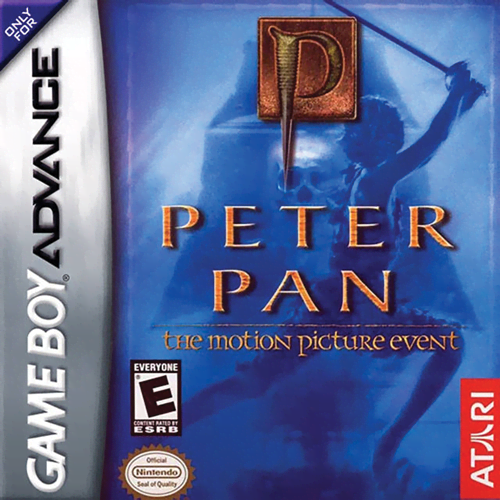 ONLY
FOR
GAME BOY ADVANCE
P
PETER
PAN
the motion picture event
EVERYONE
E
CONTENT RATED BY
ESRB
Official
Nintendo
Seal of Quality
ATARI